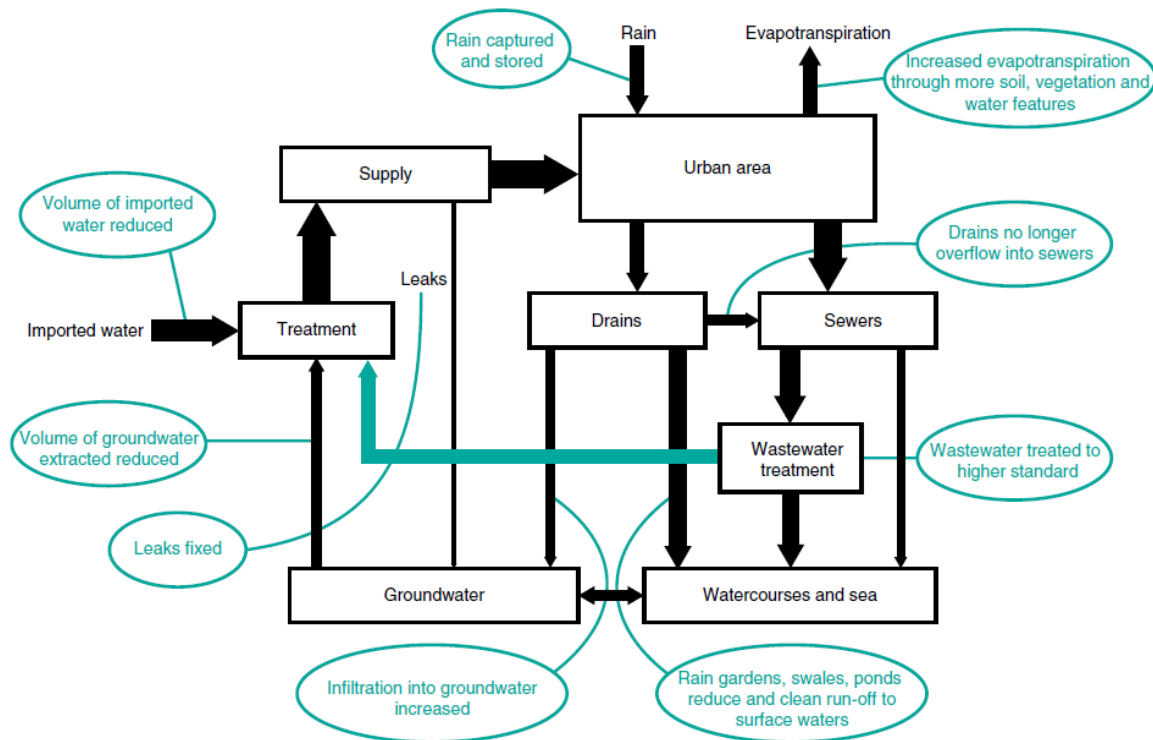 Rain captured
and stored
Rain
Evapotranspiration
Increased evapotranspiration
through more soil, vegetation and
water features
Supply
Urban area
Volume of imported
water reduced
Drains no longer
overflow into sewers
Leaks
Imported water
Treatment
Drains
Sewers
Volume of groundwater
extracted reduced
Wastewater
treatment
Wastewater treated to
higher standard
Leaks fixed
Groundwater
Watercourses and sea
Infiltration into groundwater
increased
Rain gardens, swales, ponds
reduce and clean run-off to
surface waters